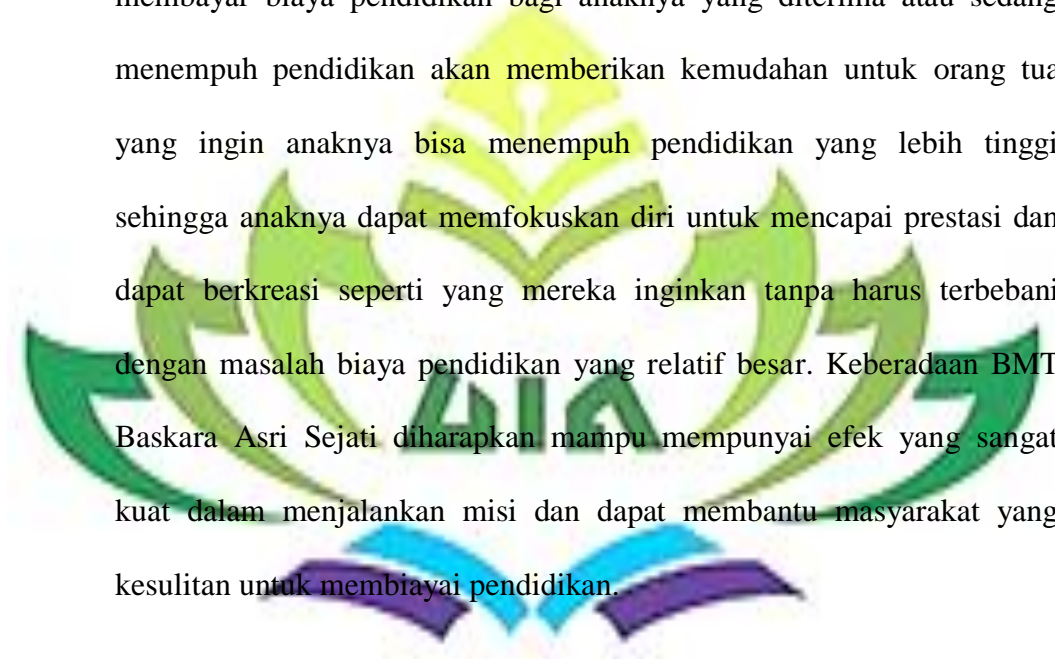 membayar biaya pendidikan bagi anaknya yang diterima atau sedang
menempuh pendidikan akan memberikan kemudahan untuk orang tua
yang ingin anaknya bisa menempuh pendidikan yang lebih tinggi
sehingga anaknya dapat memfokuskan diri untuk mencapai prestasi dan
dapat berkreasi seperti yang mereka inginkan tanpa harus terbebani
dengan masalah biaya pendidikan yang relatif besar. Keberadaan BMT
Baskara Asri Sejati diharapkan mampu mempunyai efek yang sangat
kuat dalam menjalankan misi dan dapat membantu masyarakat yang
kesulitan untuk membiayai pendidikan.